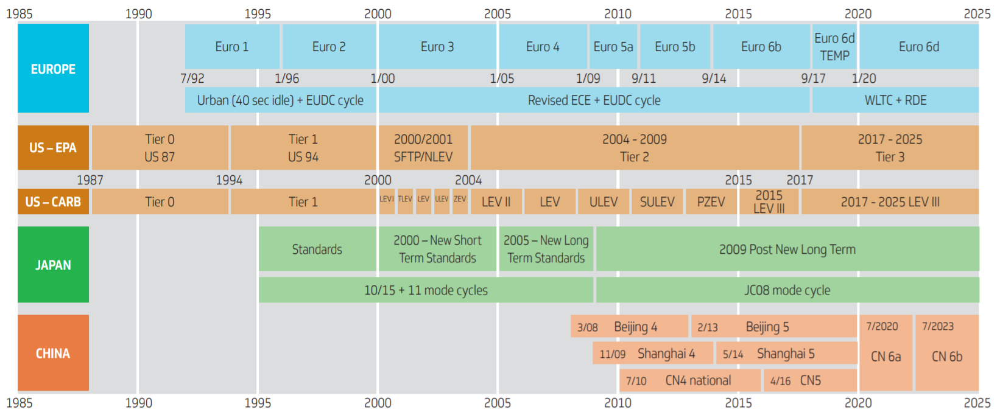 1985 1990 1995 2000 2005 2010 2015 2020 2025
EUROPE
Euro 1 Euro 2 Euro 3 Euro 4 Euro 5a Euro 5b Euro 6b Euro 6d TEMP Euro 6d
7/92 1/96 1/00 1/05 1/09 9/11 9/14 9/17 1/20
Urban (40 sec idle) + EUDC cycle Revised ECE + EUDC cycle WLTC + RDE
US – EPA
Tier 0 Tier 1 2000/2001 2004 - 2009 2017 - 2025
US 87 US 94 SFTP/NLEV Tier 2 Tier 3
1987 1994 2000 2004 2015 2017
US – CARB
Tier 0 Tier 1 LEV I TLEV LEV ULEV ZEV LEV II LEV ULEV SULEV PZEV 2015 LEV III 2017 - 2025 LEV III
JAPAN
Standards 2000 – New Short Term Standards 2005 – New Long Term Standards 2009 Post New Long Term
10/15 + 11 mode cycles JC08 mode cycle
CHINA
3/08 Beijing 4 2/13 Beijing 5 7/2020 7/2023
11/09 Shanghai 4 5/14 Shanghai 5 CN 6a CN 6b
7/10 CN4 national 4/16 CN5
1985 1990 1995 2000 2005 2010 2015 2020 2025